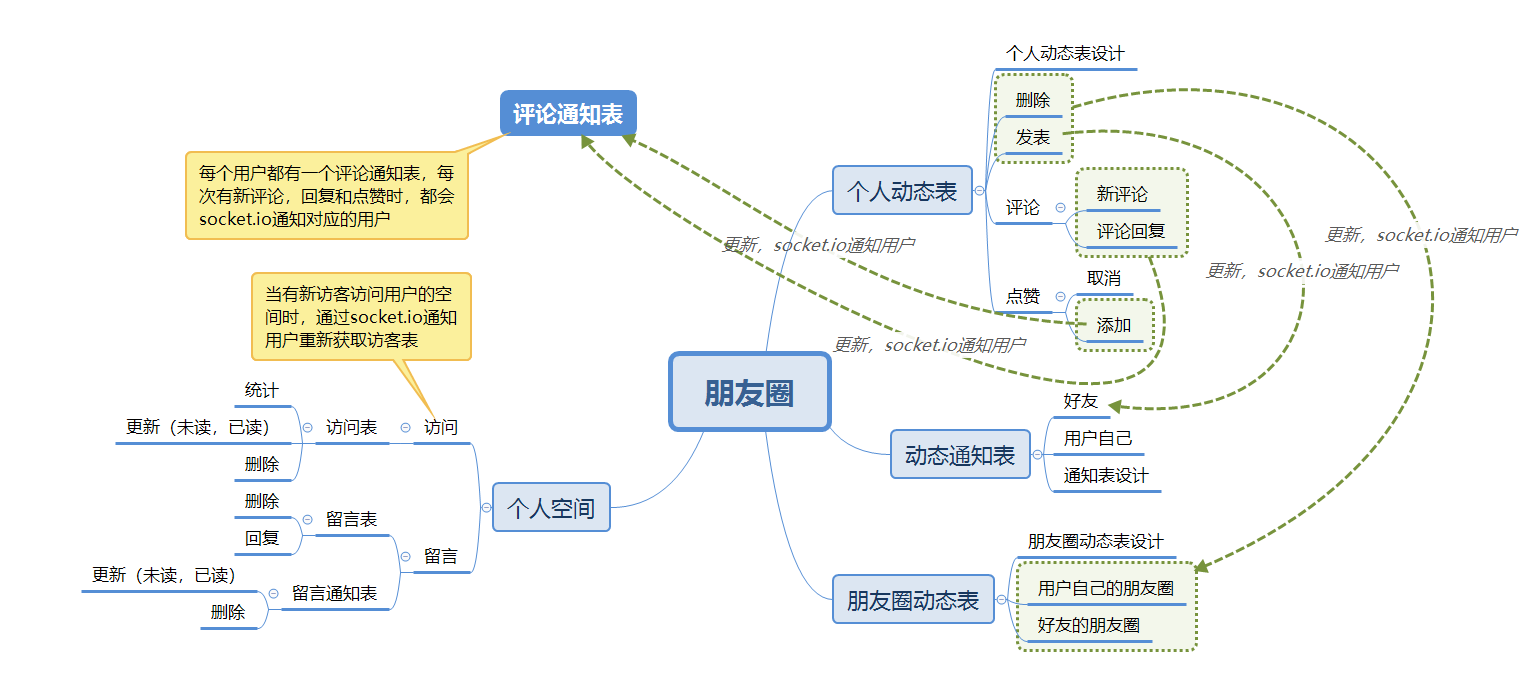 评论通知表
每个用户都有一个评论通知表，每
次有新评论，回复和点赞时，都会
socket.io通知对应的用户
当有新访客访问用户的空
间时，通过socket.io通知
用户重新获取访客表
朋友圈
个人动态表
个人动态表设计
删除
发表
评论
新评论
评论回复
点赞
取消
添加
更新，socket.io通知用户
更新，socket.io通知用户
更新，socket.io通知用户
更新，socket.io通知用户
动态通知表
好友
用户自己
通知表设计
朋友圈动态表
朋友圈动态表设计
用户自己的朋友圈
好友的朋友圈
个人空间
访问
访问表
统计
更新（未读，已读）
删除
留言
留言表
删除
回复
留言通知表
更新（未读，已读）
删除